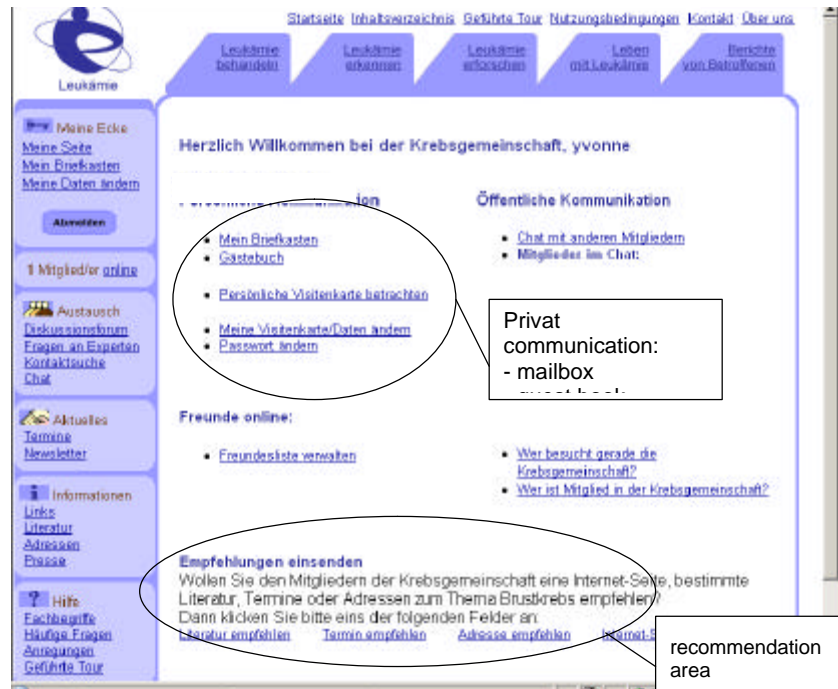 Startseite Inhaltsverzeichnis Geführte Tour Nutzungsbedingungen Kontakt Über uns
Leukämie
behandeln
Leukämie
erkennen
Leukämie
erforschen
Leben
mit Leukämie
Berichte
von Betroffenen
Leukämie
Meine Ecke
Meine Seite
Mein Briefkasten
Meine Daten ändern
Abmelden
1 Mitglied/er online
Austausch
Diskussionsforum
Fragen an Experten
Kontaktsuche
Chat
Aktuelles
Termine
Newsletter
Informationen
Links
Literatur
Adressen
Presse
Hilfe
Fachbegriffe
Häufige Fragen
Anregungen
Geführte Tour
Herzlich Willkommen bei der Krebsgemeinschaft, yvonne
Mein Briefkasten
Gästebuch
Persönliche Visitenkarte betrachten
Meine Visitenkarte/Daten ändern
Passwort ändern
Öffentliche Kommunikation
Chat mit anderen Mitgliedern
Mitglieder im Chat:
Privat
communication:
- mailbox
Freunde online:
Freundesliste verwalten
Wer besucht gerade die
Krebsgemeinschaft?
Wer ist Mitglied in der Krebsgemeinschaft?
Empfehlungen einsenden
Wollen Sie den Mitgliedern der Krebsgemeinschaft eine Internet-Seite, bestimmte
Literatur, Termine oder Adressen zum Thema Brustkrebs empfehlen?
Dann klicken Sie bitte eins der folgenden Felder an:
Literatur empfehlen Termin empfehlen Adresse empfehlen
recommendation
area